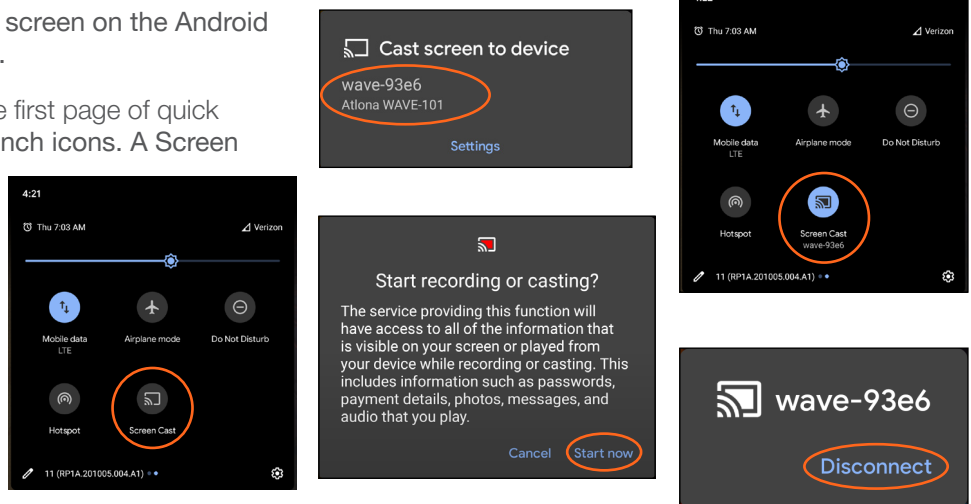 screen on the Android
.
e first page of quick
nch icons. A Screen
4:21
Thu 7:03 AM Verizon
Mobile data Airplane mode Do Not Disturb
LTE
Hotspot Screen Cast
11 (RP1A.201005.004.A1)
Cast screen to device
wave-93e6
Atlona WAVE-101
Settings
Start recording or casting?
The service providing this function will
have access to all of the information that
is visible on your screen or played from
your device while recording or casting. This
includes information such as passwords,
payment details, photos, messages, and
audio that you play.
Cancel Start now
Thu 7:03 AM Verizon
Mobile data Airplane mode Do Not Disturb
LTE
Hotspot Screen Cast
wave-93e6
11 (RP1A.201005.004.A1)
wave-93e6
Disconnect